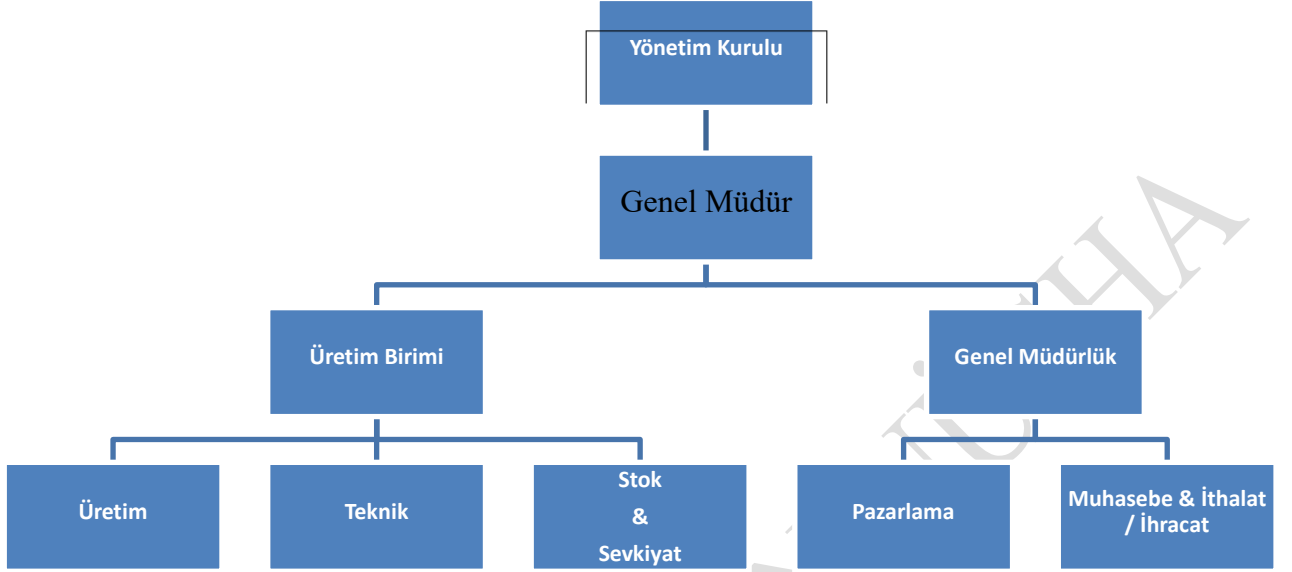 Yönetim Kurulu
Genel Müdür
Üretim Birimi
Genel Müdürlük
Üretim
Teknik
Stok
&
Sevkiyat
Pazarlama
Muhasebe & İthalat
/ İhracat